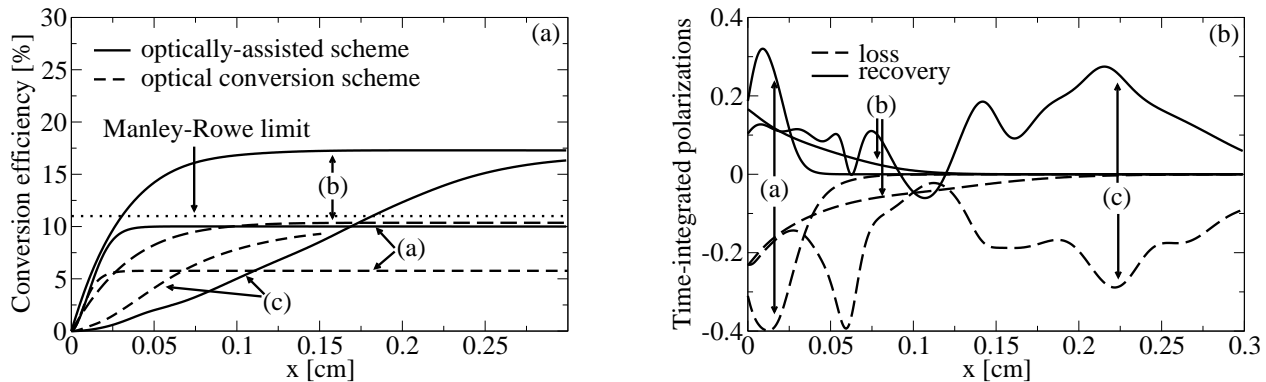 Conversion efficiency [%]
30
25
20
15
10
5
0
(a)
optically-assisted scheme
optical conversion scheme
Manley-Rowe limit
(b)
(a)
(c)
0 0.05 0.1 0.15 0.2 0.25
x [cm]
Time-integrated polarizations
0.4
0.2
0
-0.2
-0.4
(b)
loss
recovery
(b)
(a)
(c)
0 0.05 0.1 0.15 0.2 0.25 0.3
x [cm]